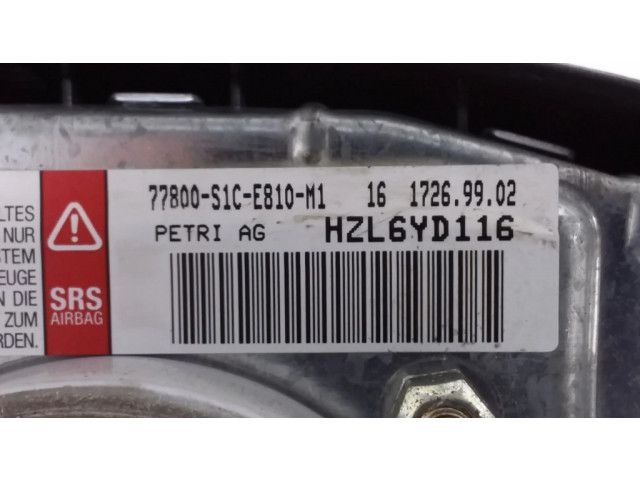 77800-S1C-E810-M1 16 1726.99.02
PETRI AG HZL6YD116
LTES
NUR
SYSTEM
EUGE
N DIE
ZUM
RDEN.
SRS
AIRBAG